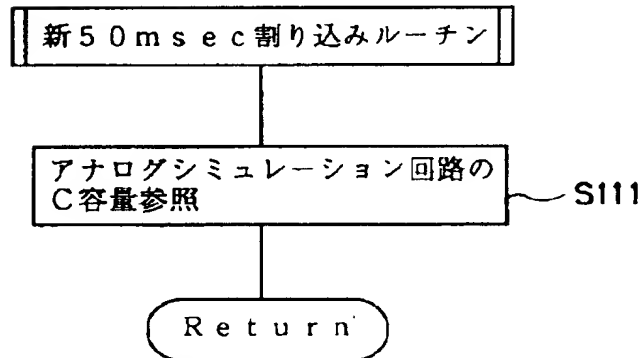 新５０ｍｓｅｃ割り込みルーチン
アナログシミュレーション回路の
Ｃ容量参照
S111
Ｒｅｔｕｒｎ